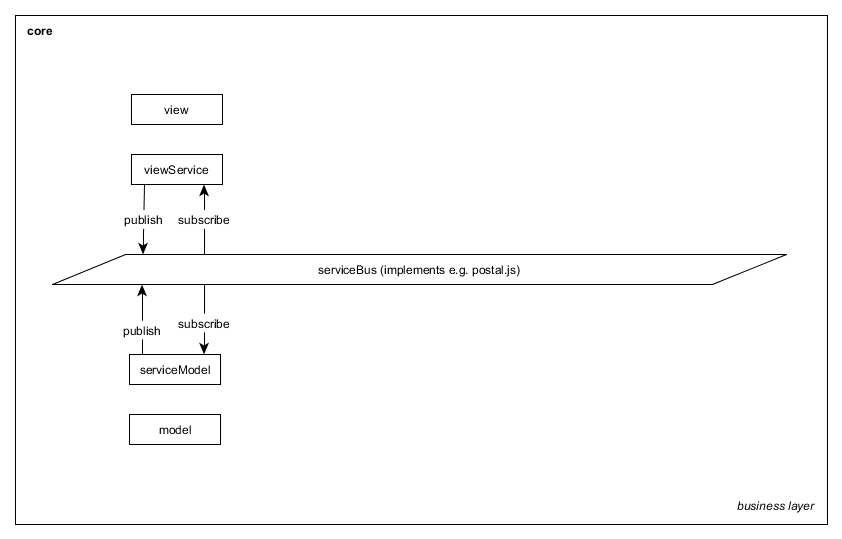 core
view
viewService
publish
subscribe
serviceBus (implements e.g. postal.js)
publish
subscribe
serviceModel
model
business layer